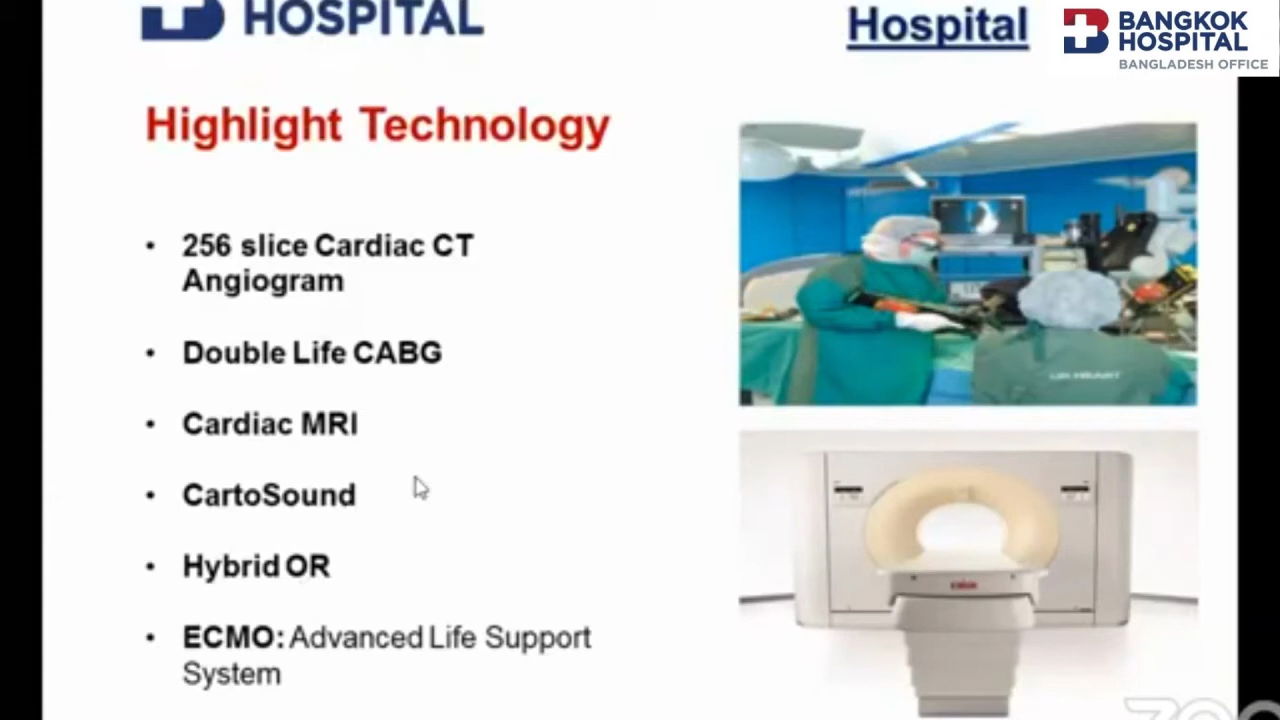 HOSPITAL
Hospital
BANGKOK
HOSPITAL
BANGLADESH OFFICE
Highlight Technology
• 256 slice Cardiac CT
Angiogram
• Double Life CABG
• Cardiac MRI
• CartoSound
• Hybrid OR
• ECMO: Advanced Life Support
System